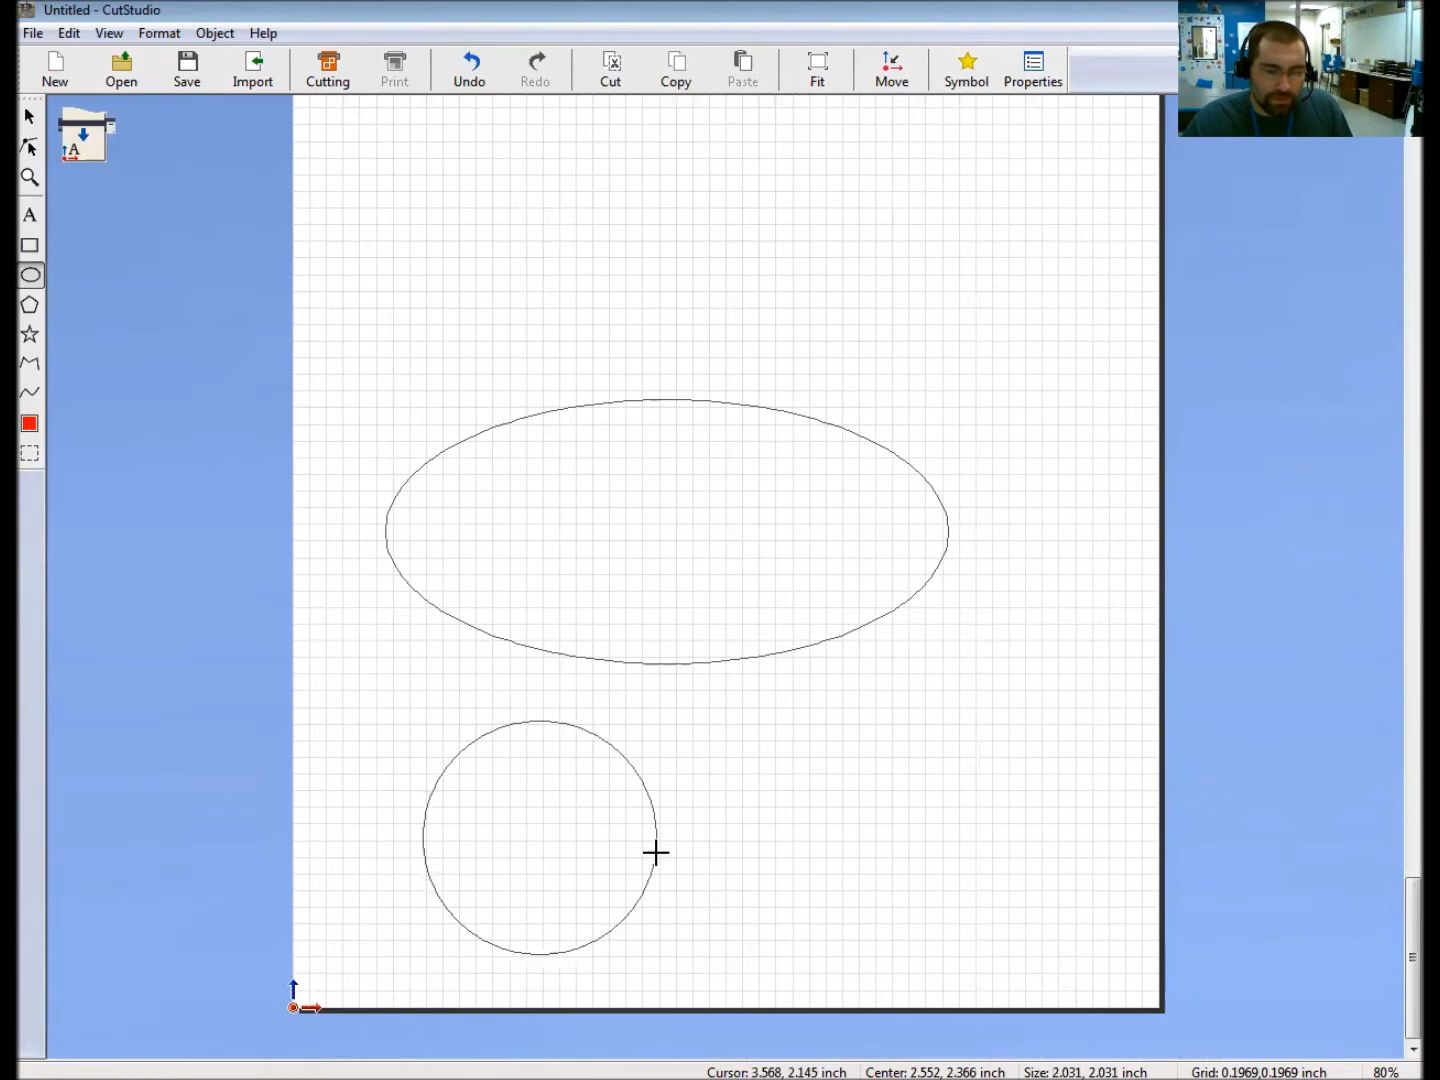 Untitled - CutStudio
File Edit View Format Object Help
New Open Save Import Cutting Print Undo Redo Cut Copy Paste Fit Move Symbol Properties
A
A
Cursor: 3.568, 2.145 inch Center: 2.552, 2.366 inch Size: 2.031, 2.031 inch Grid: 0.1969,0.1969 inch 80%